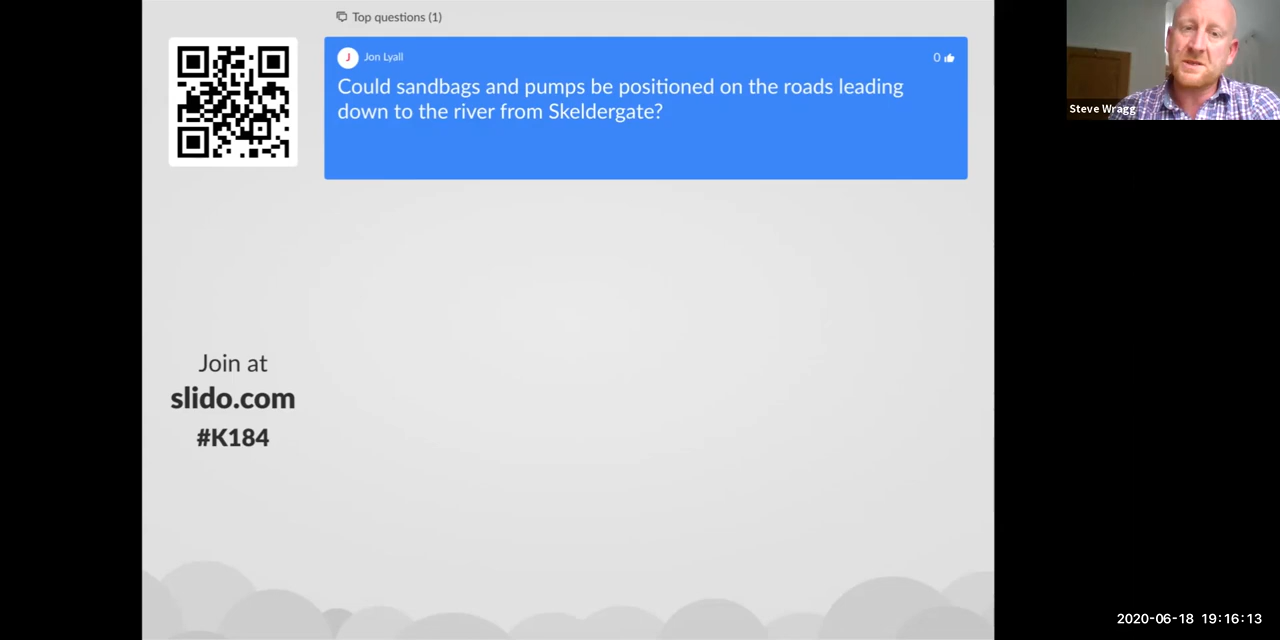 Top questions (1)
J Jon Lyall 0
Could sandbags and pumps be positioned on the roads leading
down to the river from Skeldergate?
Join at
slido.com
#K184
Steve Wragg
2020-06-18 19:16:13